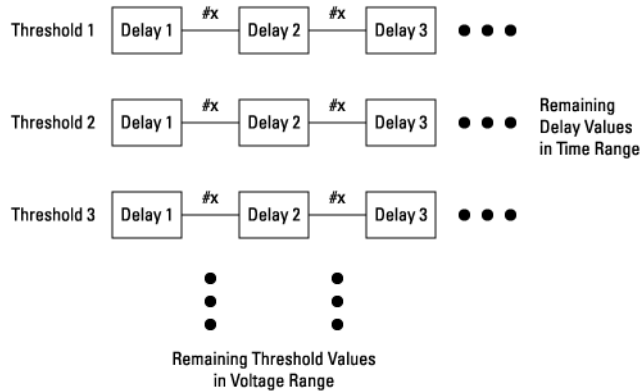 #x #x
Threshold 1 Delay 1 Delay 2 Delay 3
#x #x
Threshold 2 Delay 1 Delay 2 Delay 3
Remaining
Delay Values
in Time Range
#x #x
Threshold 3 Delay 1 Delay 2 Delay 3
Remaining Threshold Values
in Voltage Range